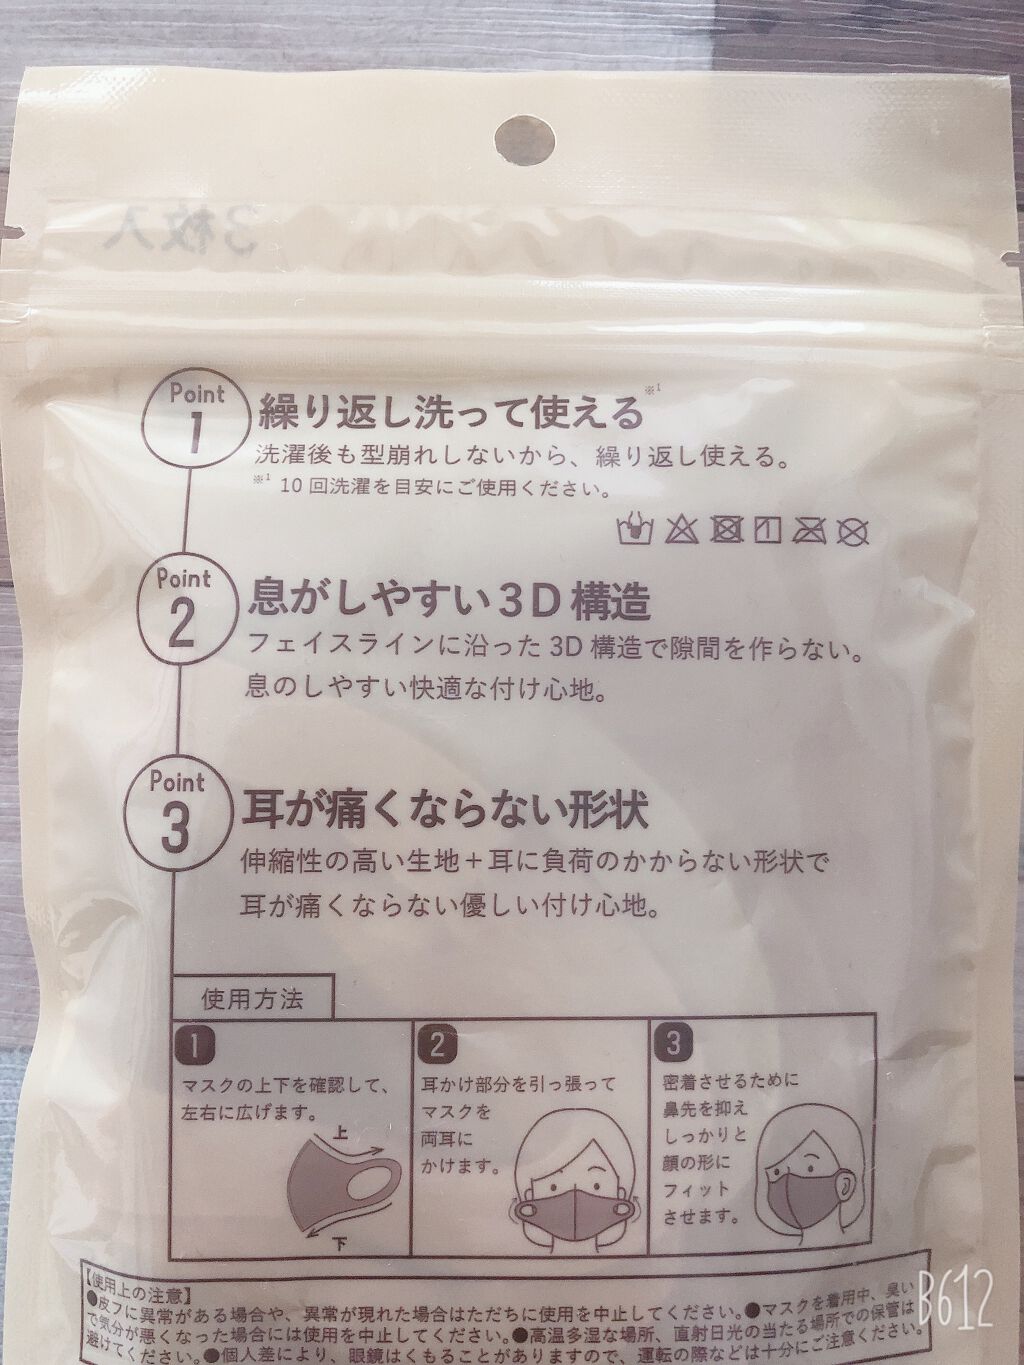 3枚入
Point
1
繰り返し洗って使える※1
洗濯後も型崩れしないから、繰り返し使える。
※1 10回洗濯を目安にご使用ください。
Point
2
息がしやすい3D構造
フェイスラインに沿った3D構造で隙間を作らない。
息のしやすい快適な付け心地。
Point
3
耳が痛くならない形状
伸縮性の高い生地+耳に負荷のかからない形状で
耳が痛くならない優しい付け心地。
使用方法
1
マスクの上下を確認して、
左右に広げます。
上
下
2
耳かけ部分を引っ張って
マスクを
両耳に
かけます。
3
密着させるために
鼻先を抑え
しっかりと
顔の形に
フィット
させます。
【使用上の注意】
●皮フに異常がある場合や、異常が現れた場合はただちに使用を中止してください。●マスクを着用中、臭い
で気分が悪くなった場合には使用を中止してください。●高温多湿な場所、直射日光の当たる場所での保管は
避けてください。●個人差により、眼鏡はくもることがありますので、運転の際などは十分にご注意ください。
B612